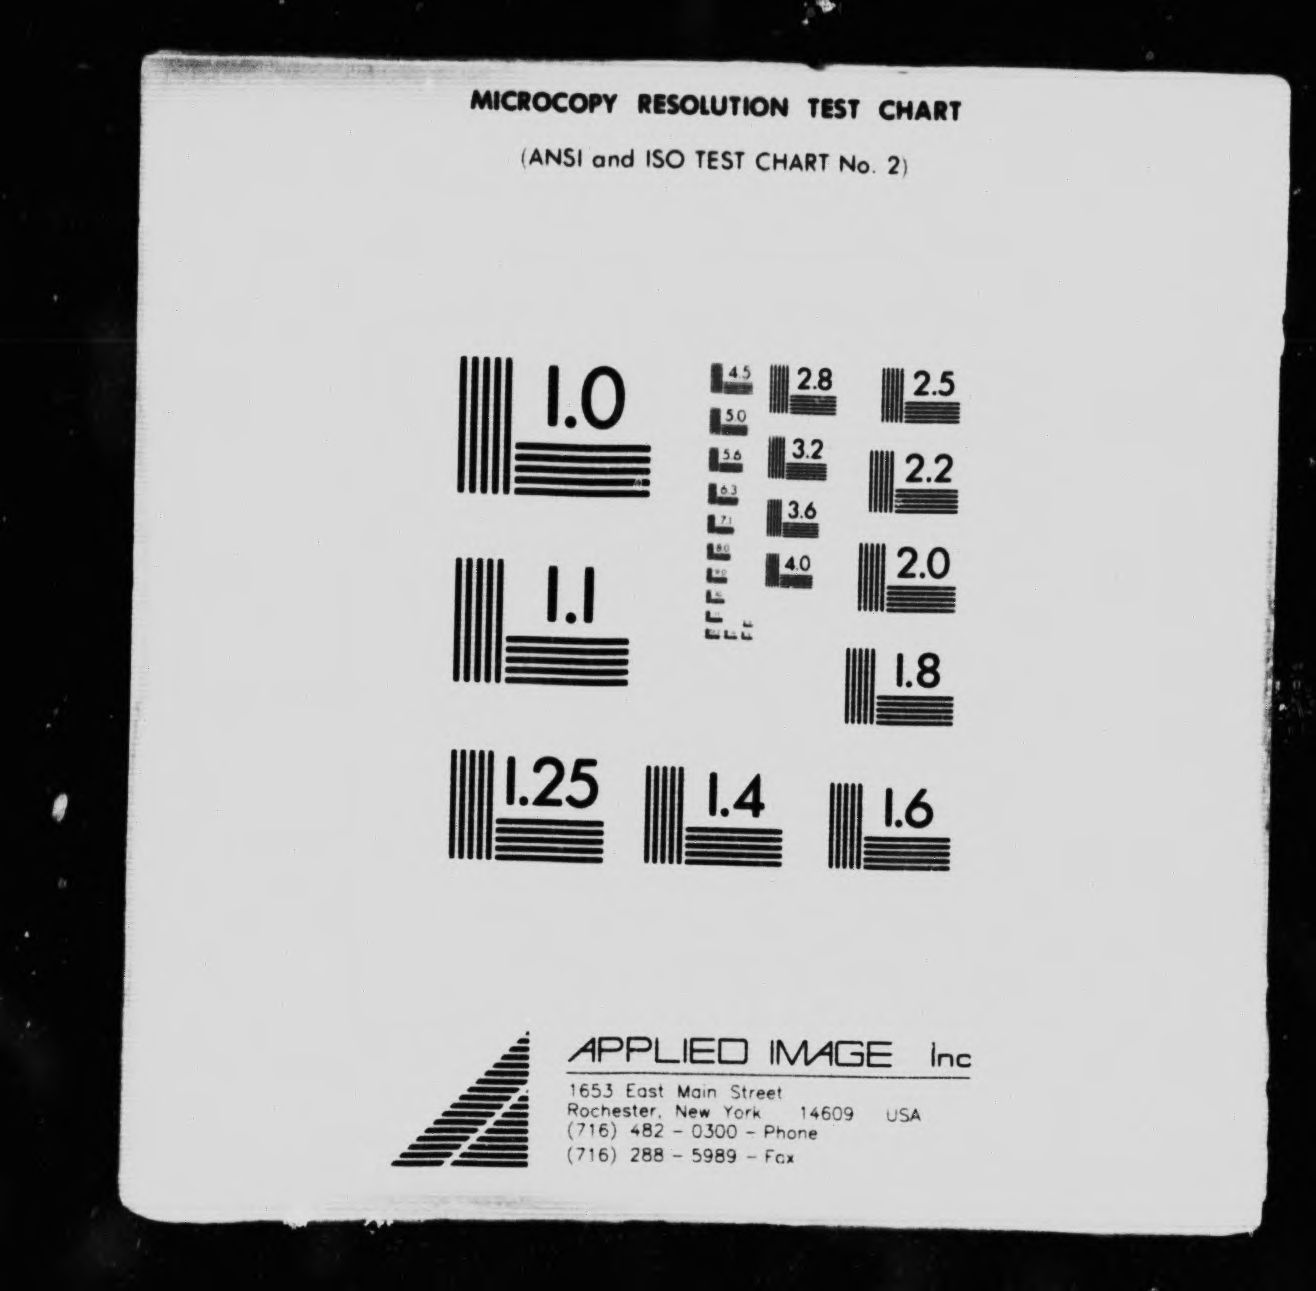 MICROCOPY RESOLUTION TEST CHART
(ANSI and ISO TEST CHART No. 2)
1.0
1.1
1.25
1.4
1.6
1.8
2.0
2.2
2.5
2.8
3.2
3.6
4.0
4.5
5.0
5.6
6.3
7.1
8.0
9.0
APPLIED IMAGE Inc
1653 East Main Street
Rochester, New York 14609 USA
(716) 482 - 0300 - Phone
(716) 288 - 5989 - Fax